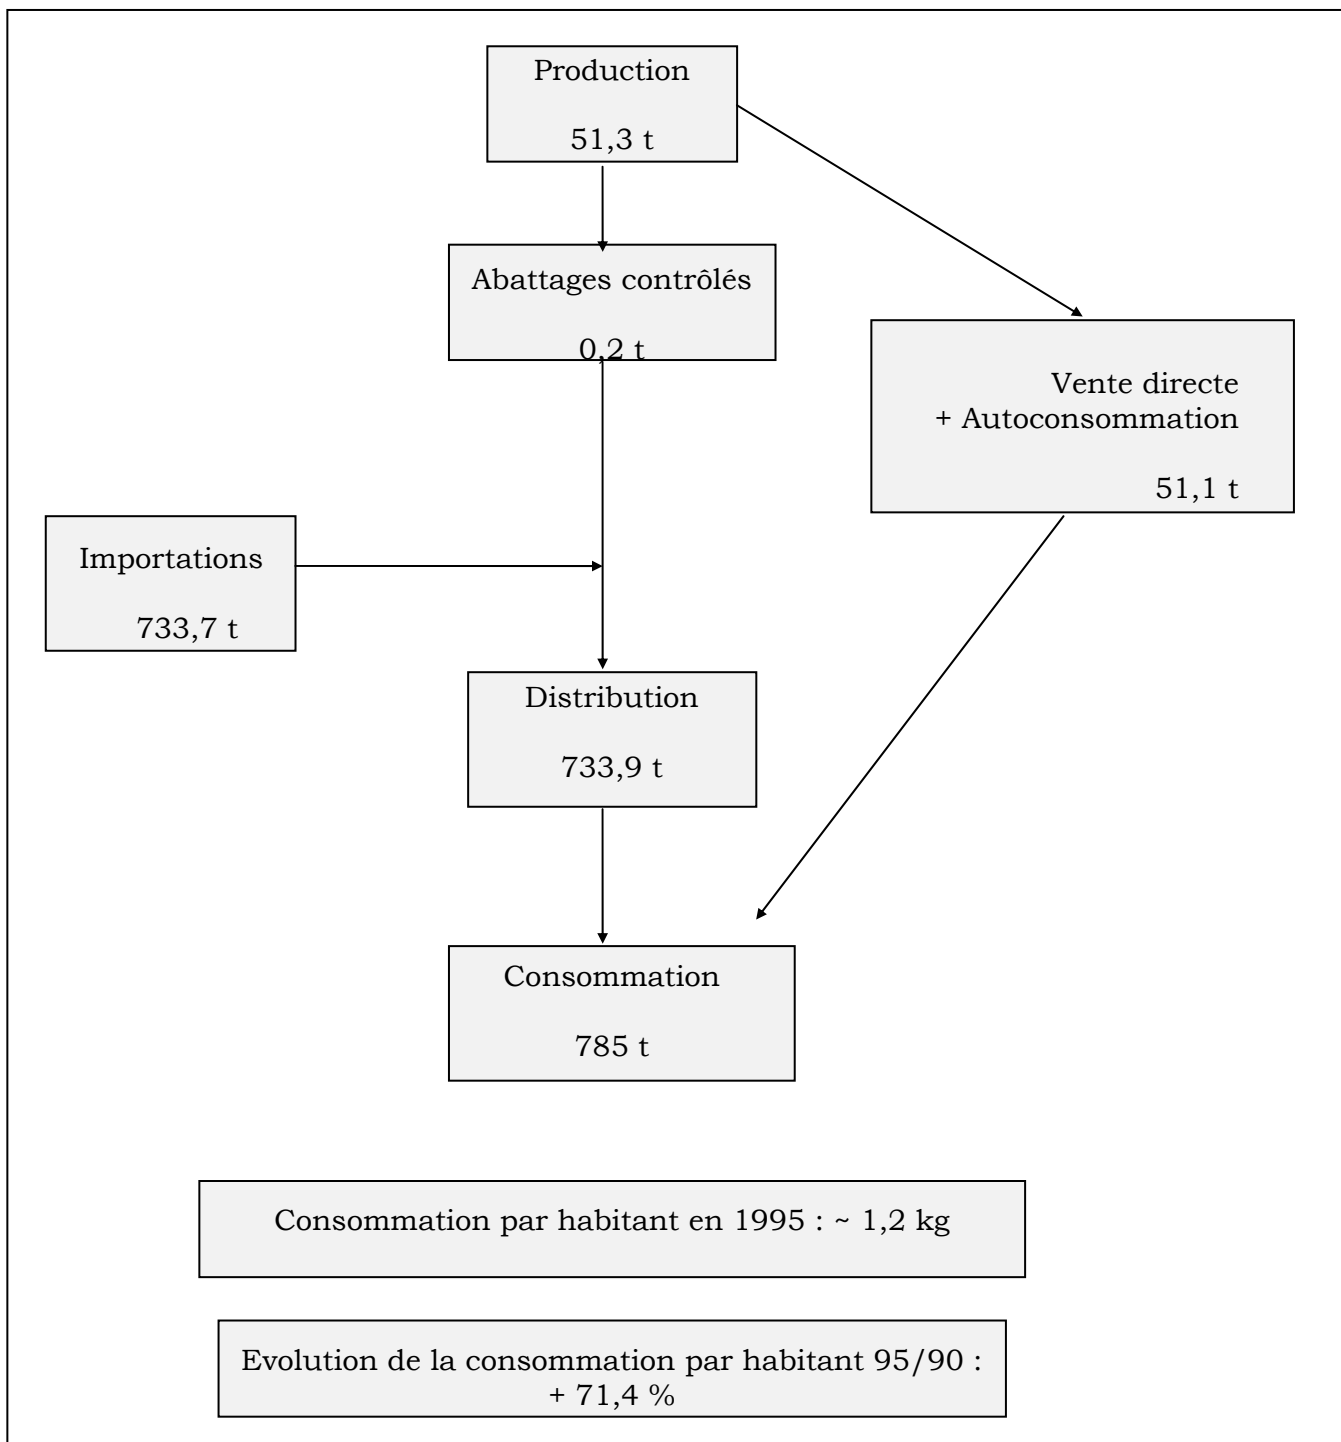 Production
51,3 t
Abattages contrôlés
0,2 t
Vente directe
+ Autoconsommation
51,1 t
Importations
733,7 t
Distribution
733,9 t
Consommation
785 t
Consommation par habitant en 1995 : ~ 1,2 kg
Evolution de la consommation par habitant 95/90 :
+ 71,4 %